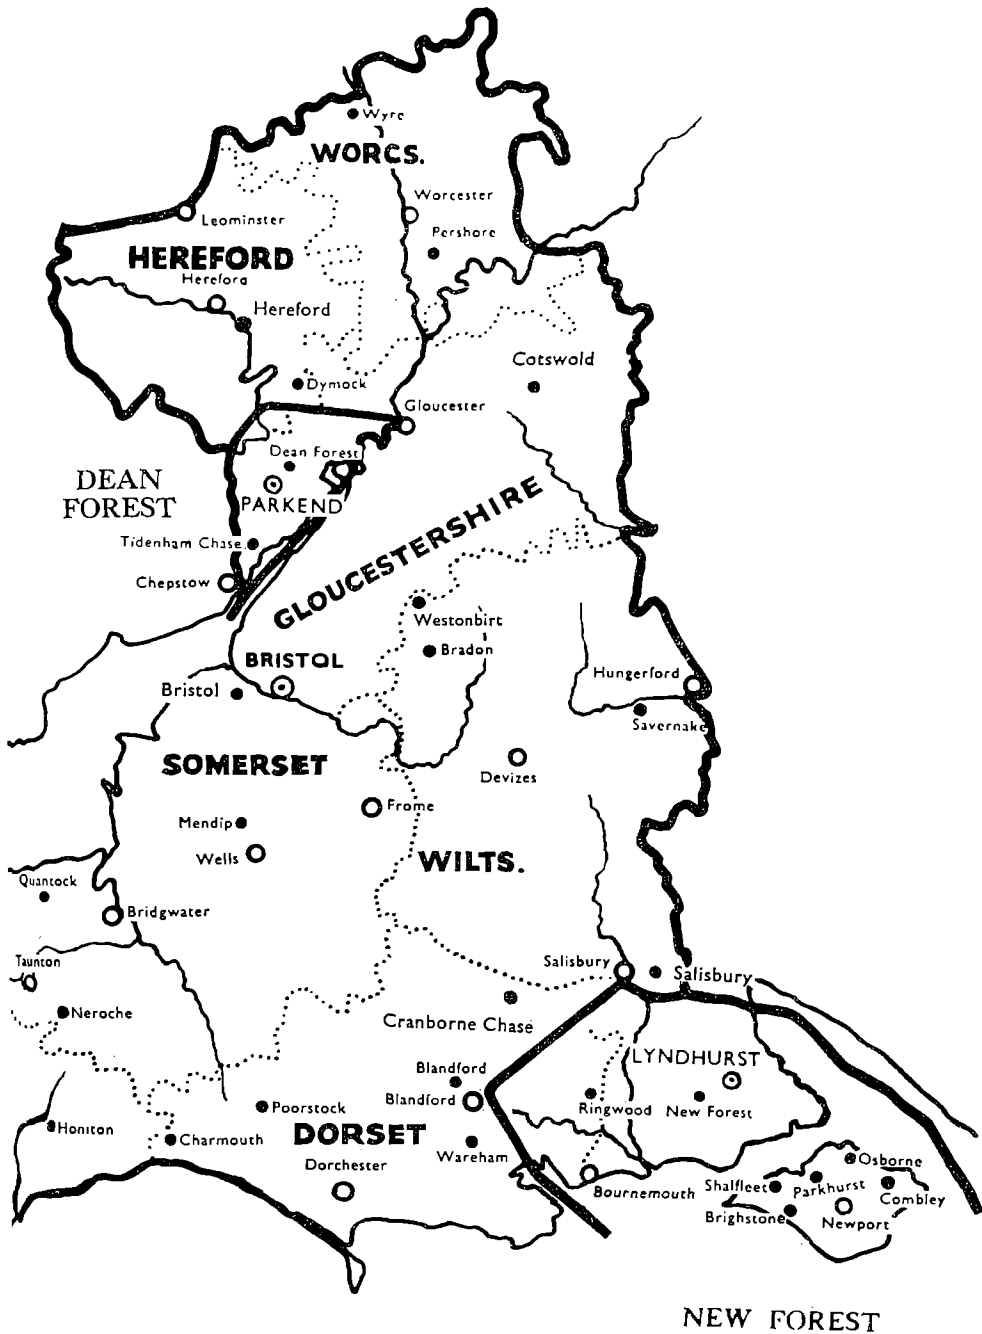 Wyre
WORCS.
Worcester
Leominster
Pershore
HEREFORD
Hereford
Hereford
Cotswold
Dymock
Gloucester
Dean Forest
DEAN
FOREST
PARKEND
GLOUCESTERSHIRE
Tidenham Chase
Chepstow
Westonbirt
Bradon
BRISTOL
Hungerford
Bristol
Savernake
SOMERSET
Devizes
Frome
Mendip
Wells
WILTS.
Quantock
Bridgwater
Taunton
Salisbury
Salisbury
Neroche
Cranborne Chase
LYNDHURST
Blandford
Blandford
Poorstock
Ringwood
New Forest
Honiton
Charmouth
DORSET
Wareham
Dorchester
Bournemouth
Osborne
Shalfleet
Parkhurst
Combley
Brighstone
Newport
NEW FOREST